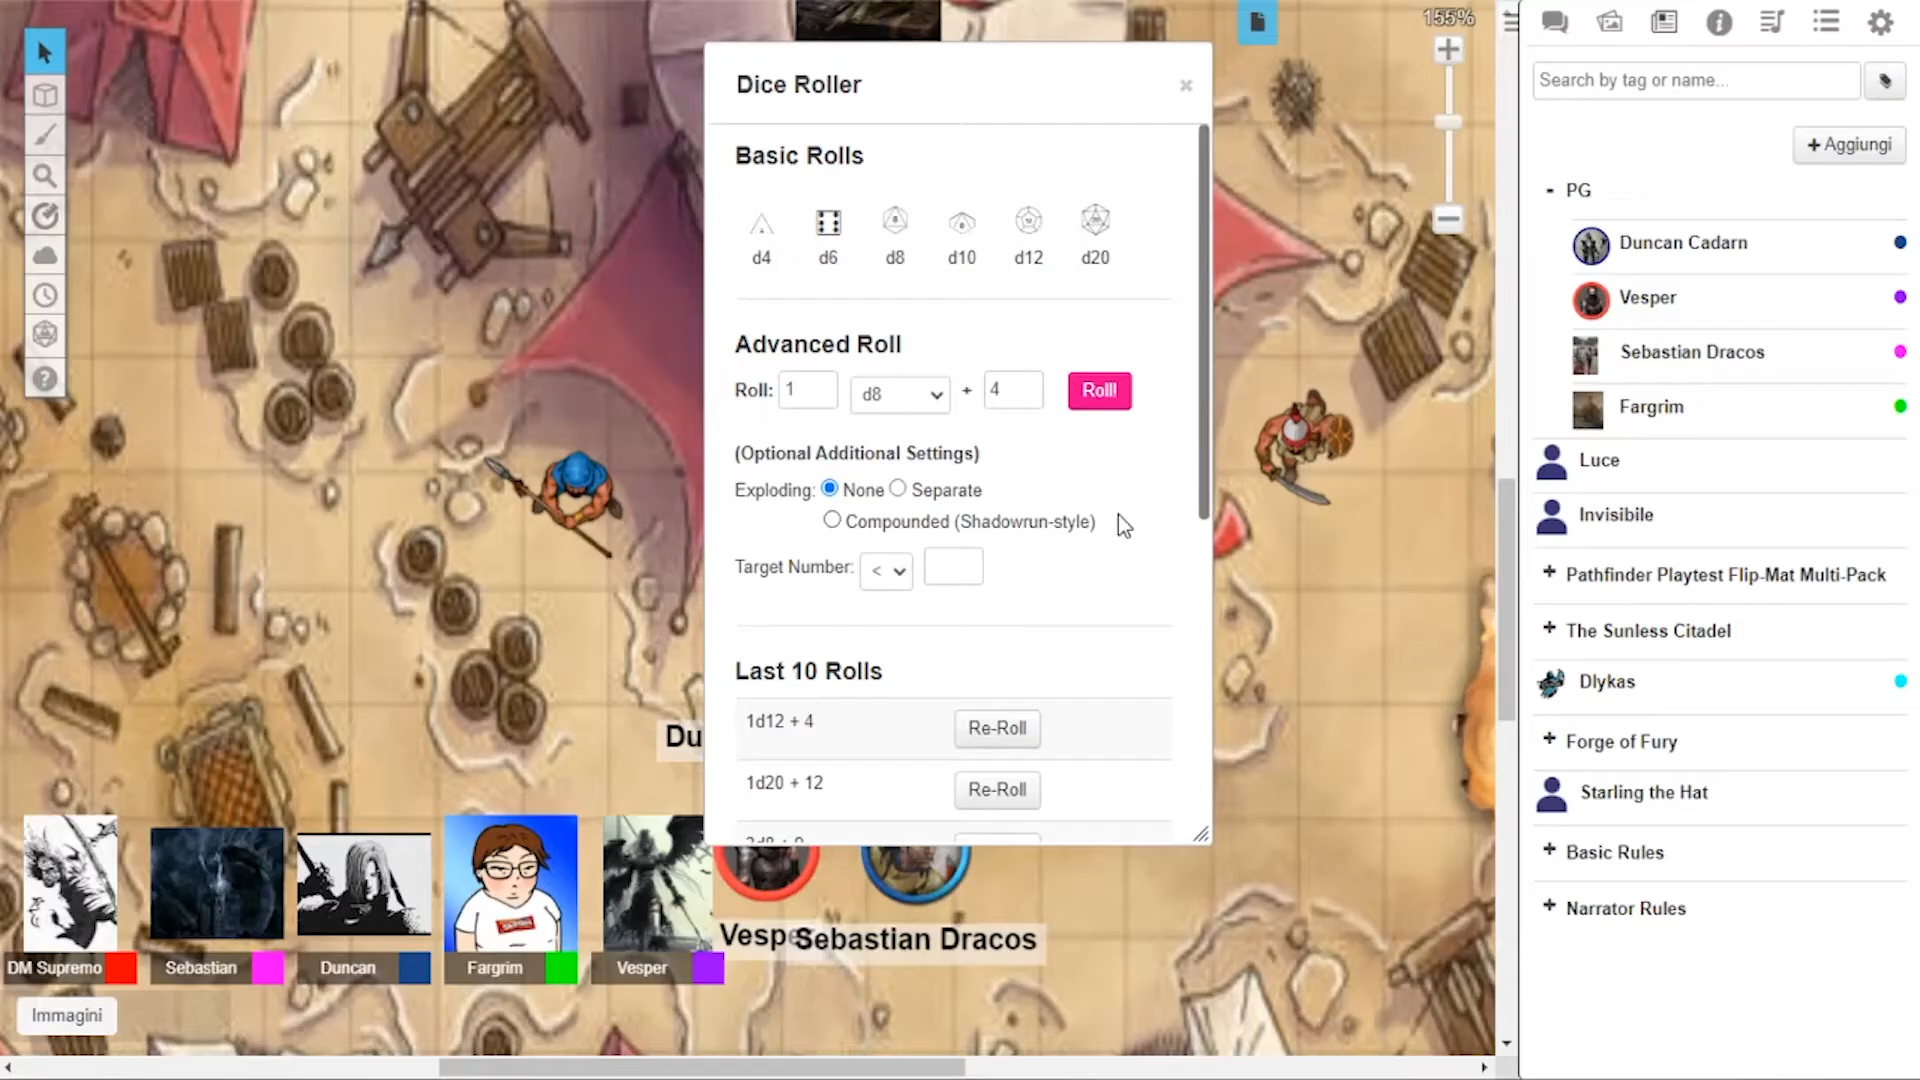 155%
Dice Roller
×
Basic Rolls
d4 d6 d8 d10 d12 d20
Advanced Roll
Roll: 1 d8 + 4 Roll!
(Optional Additional Settings)
Exploding: None Separate
Compounded (Shadowrun-style)
Target Number: <
Last 10 Rolls
1d12 + 4 Re-Roll
1d20 + 12 Re-Roll
Du
Vespe Sebastian Dracos
DM Supremo Sebastian Duncan Fargrim Vesper
Immagini
Search by tag or name...
+ Aggiungi
- PG
Duncan Cadarn
Vesper
Sebastian Dracos
Fargrim
Luce
Invisibile
+ Pathfinder Playtest Flip-Mat Multi-Pack
+ The Sunless Citadel
Dlykas
+ Forge of Fury
Starling the Hat
+ Basic Rules
+ Narrator Rules